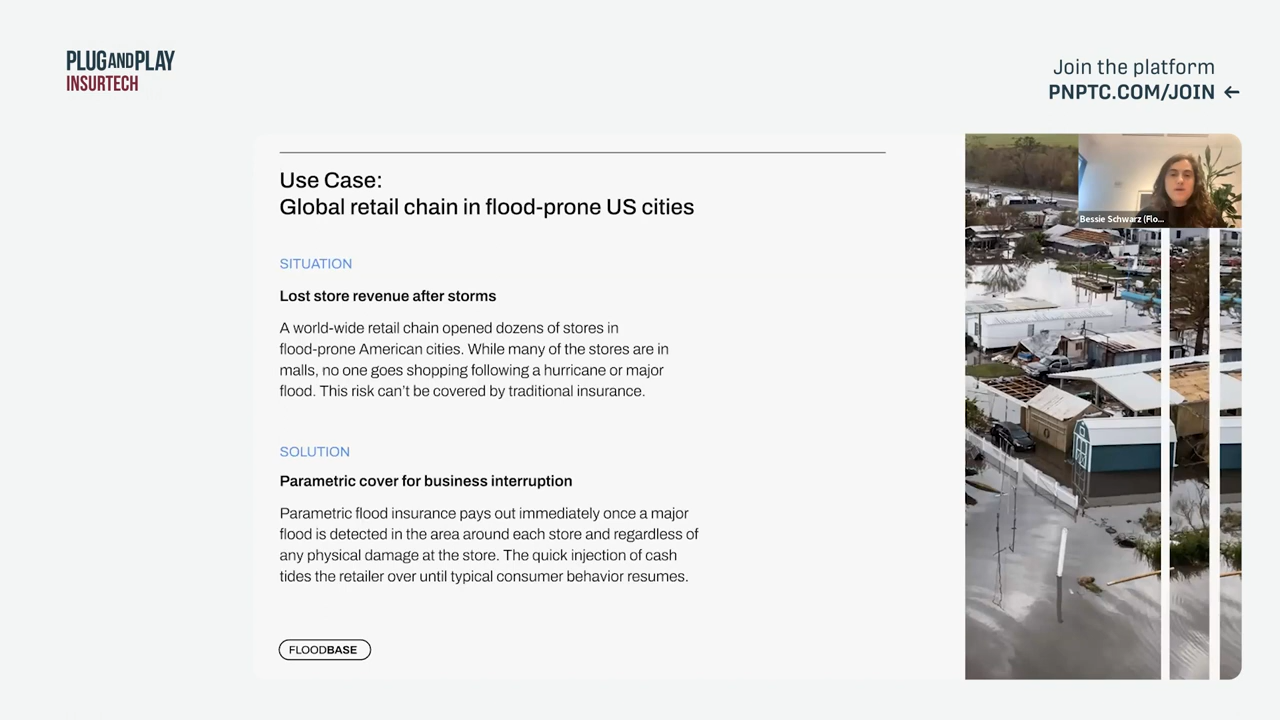 PLUGANDPLAY
INSURTECH
Join the platform
PNPTC.COM/JOIN ←
Use Case:
Global retail chain in flood-prone US cities
SITUATION
Lost store revenue after storms
A world-wide retail chain opened dozens of stores in
flood-prone American cities. While many of the stores are in
malls, no one goes shopping following a hurricane or major
flood. This risk can't be covered by traditional insurance.
SOLUTION
Parametric cover for business interruption
Parametric flood insurance pays out immediately once a major
flood is detected in the area around each store and regardless of
any physical damage at the store. The quick injection of cash
tides the retailer over until typical consumer behavior resumes.
FLOODBASE
Bessie Schwarz (Flo...